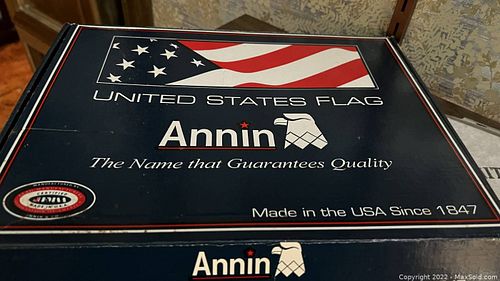 UNITED STATES FLAG
Annin
The Name that Guarantees Quality
CERTIFIED
Made in the USA Since 1847
Annin
Copyright 2022 - MaxSold.com